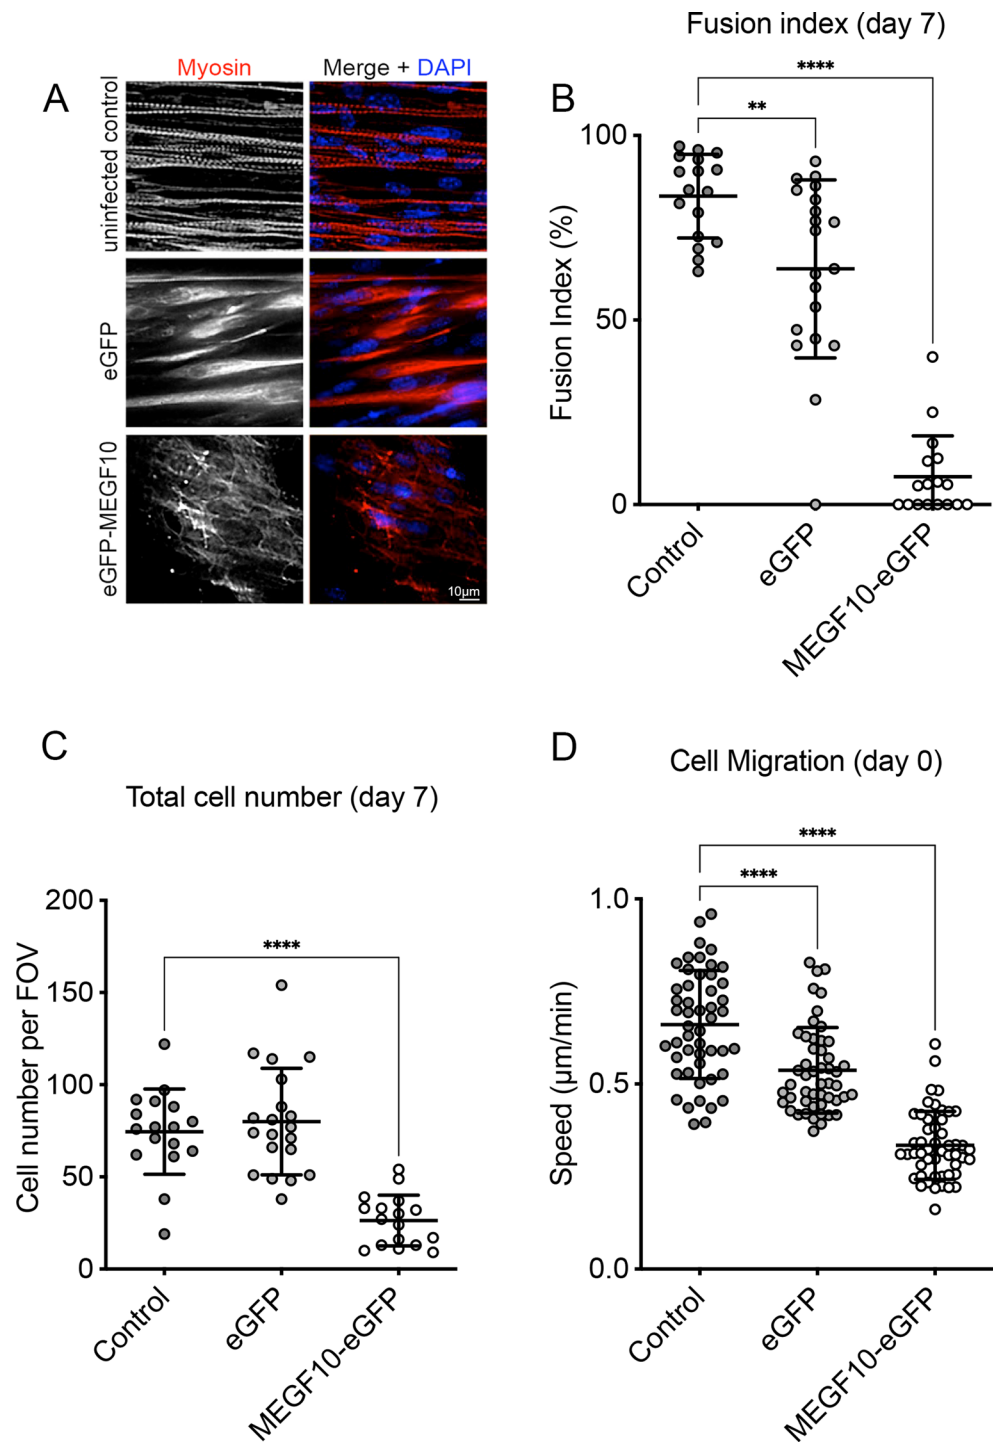 A
Myosin
Merge + DAPI
uninfected control
eGFP
eGFP-MEGF10
10µm
B
Fusion index (day 7)
****
**
Fusion Index (%)
100
50
0
Control
eGFP
MEGF10-eGFP
C
Total cell number (day 7)
****
Cell number per FOV
200
150
100
50
0
Control
eGFP
MEGF10-eGFP
D
Cell Migration (day 0)
****
****
Speed (µm/min)
1.0
0.5
0.0
Control
eGFP
MEGF10-eGFP